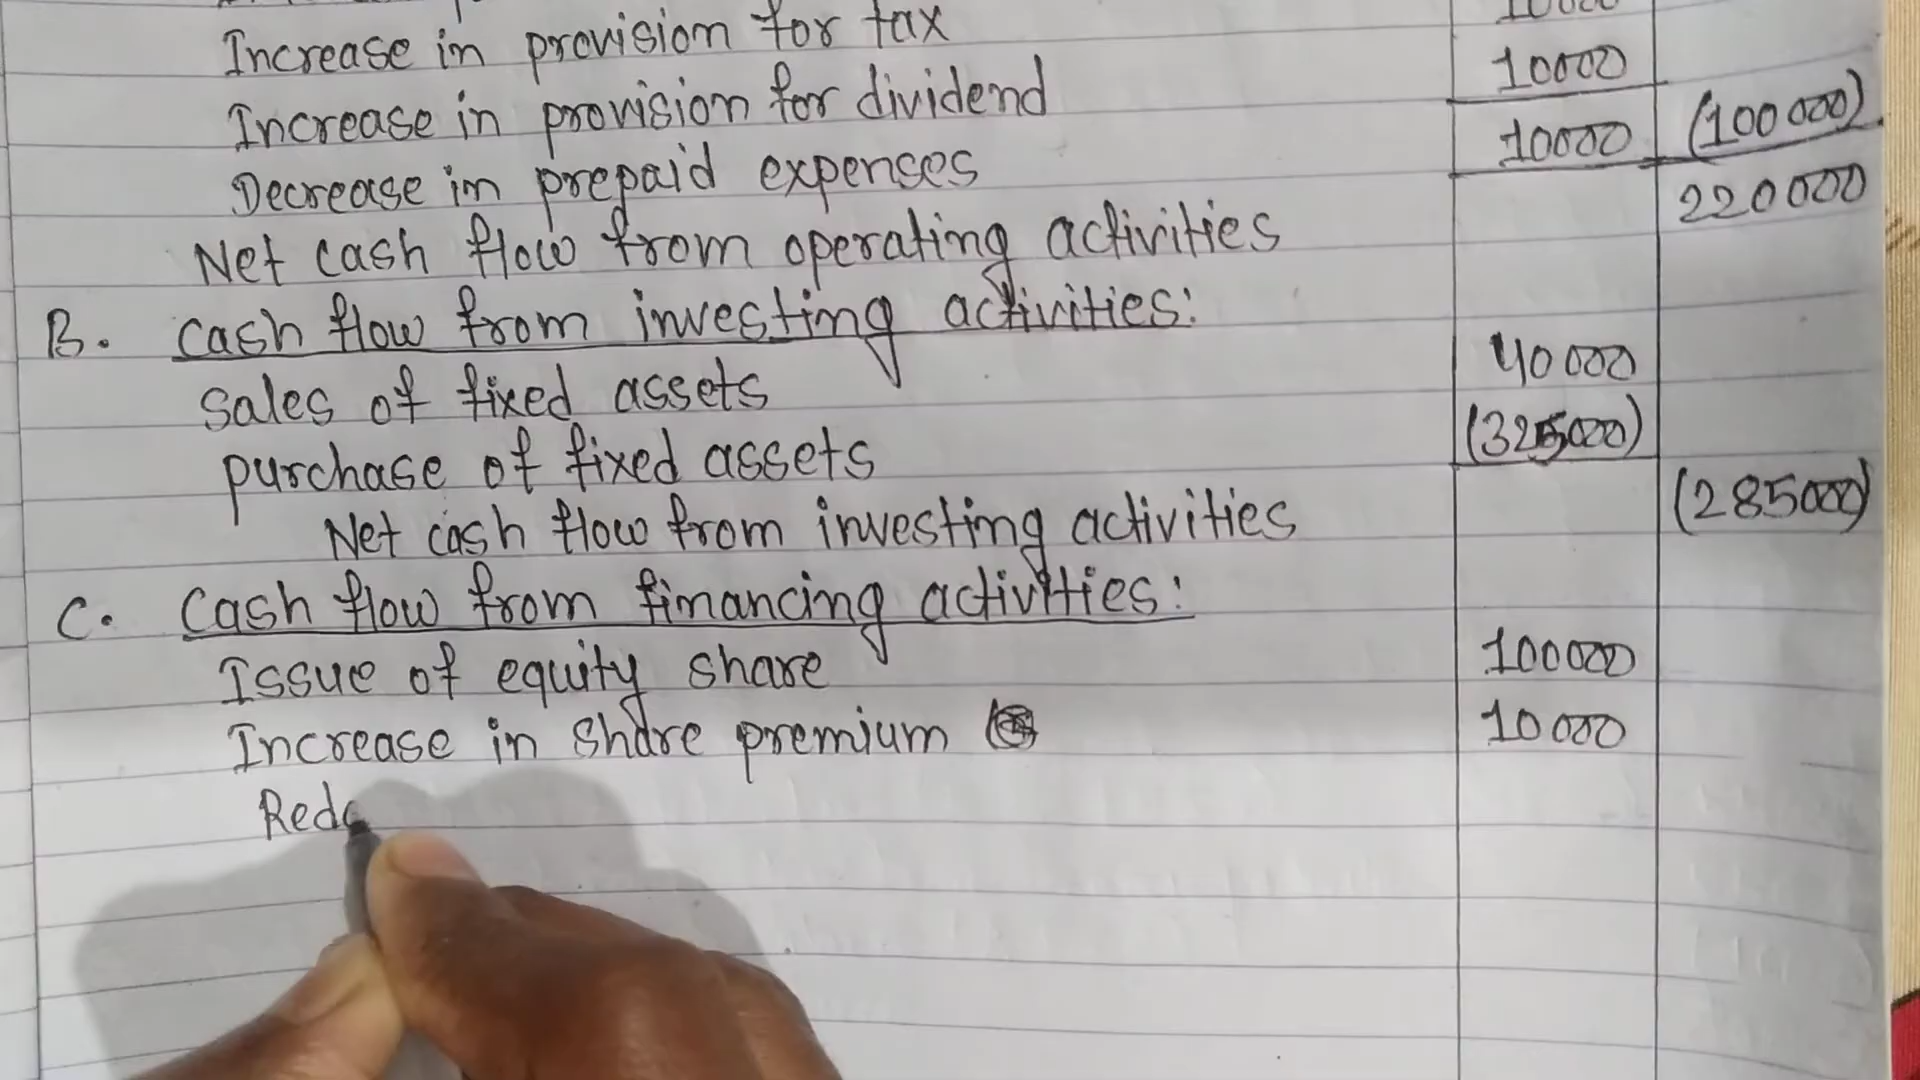 Increase in provision for tax 10000
Increase in provision for dividend 10000
Decrease in prepaid expenses 10000 (100000)
Net cash flow from operating activities 220000
B. Cash flow from investing activities:
Sales of fixed assets 40000
purchase of fixed assets (325000)
Net cash flow from investing activities (285000)
C. Cash flow from financing activities:
Issue of equity share 100000
Increase in share premium 10000